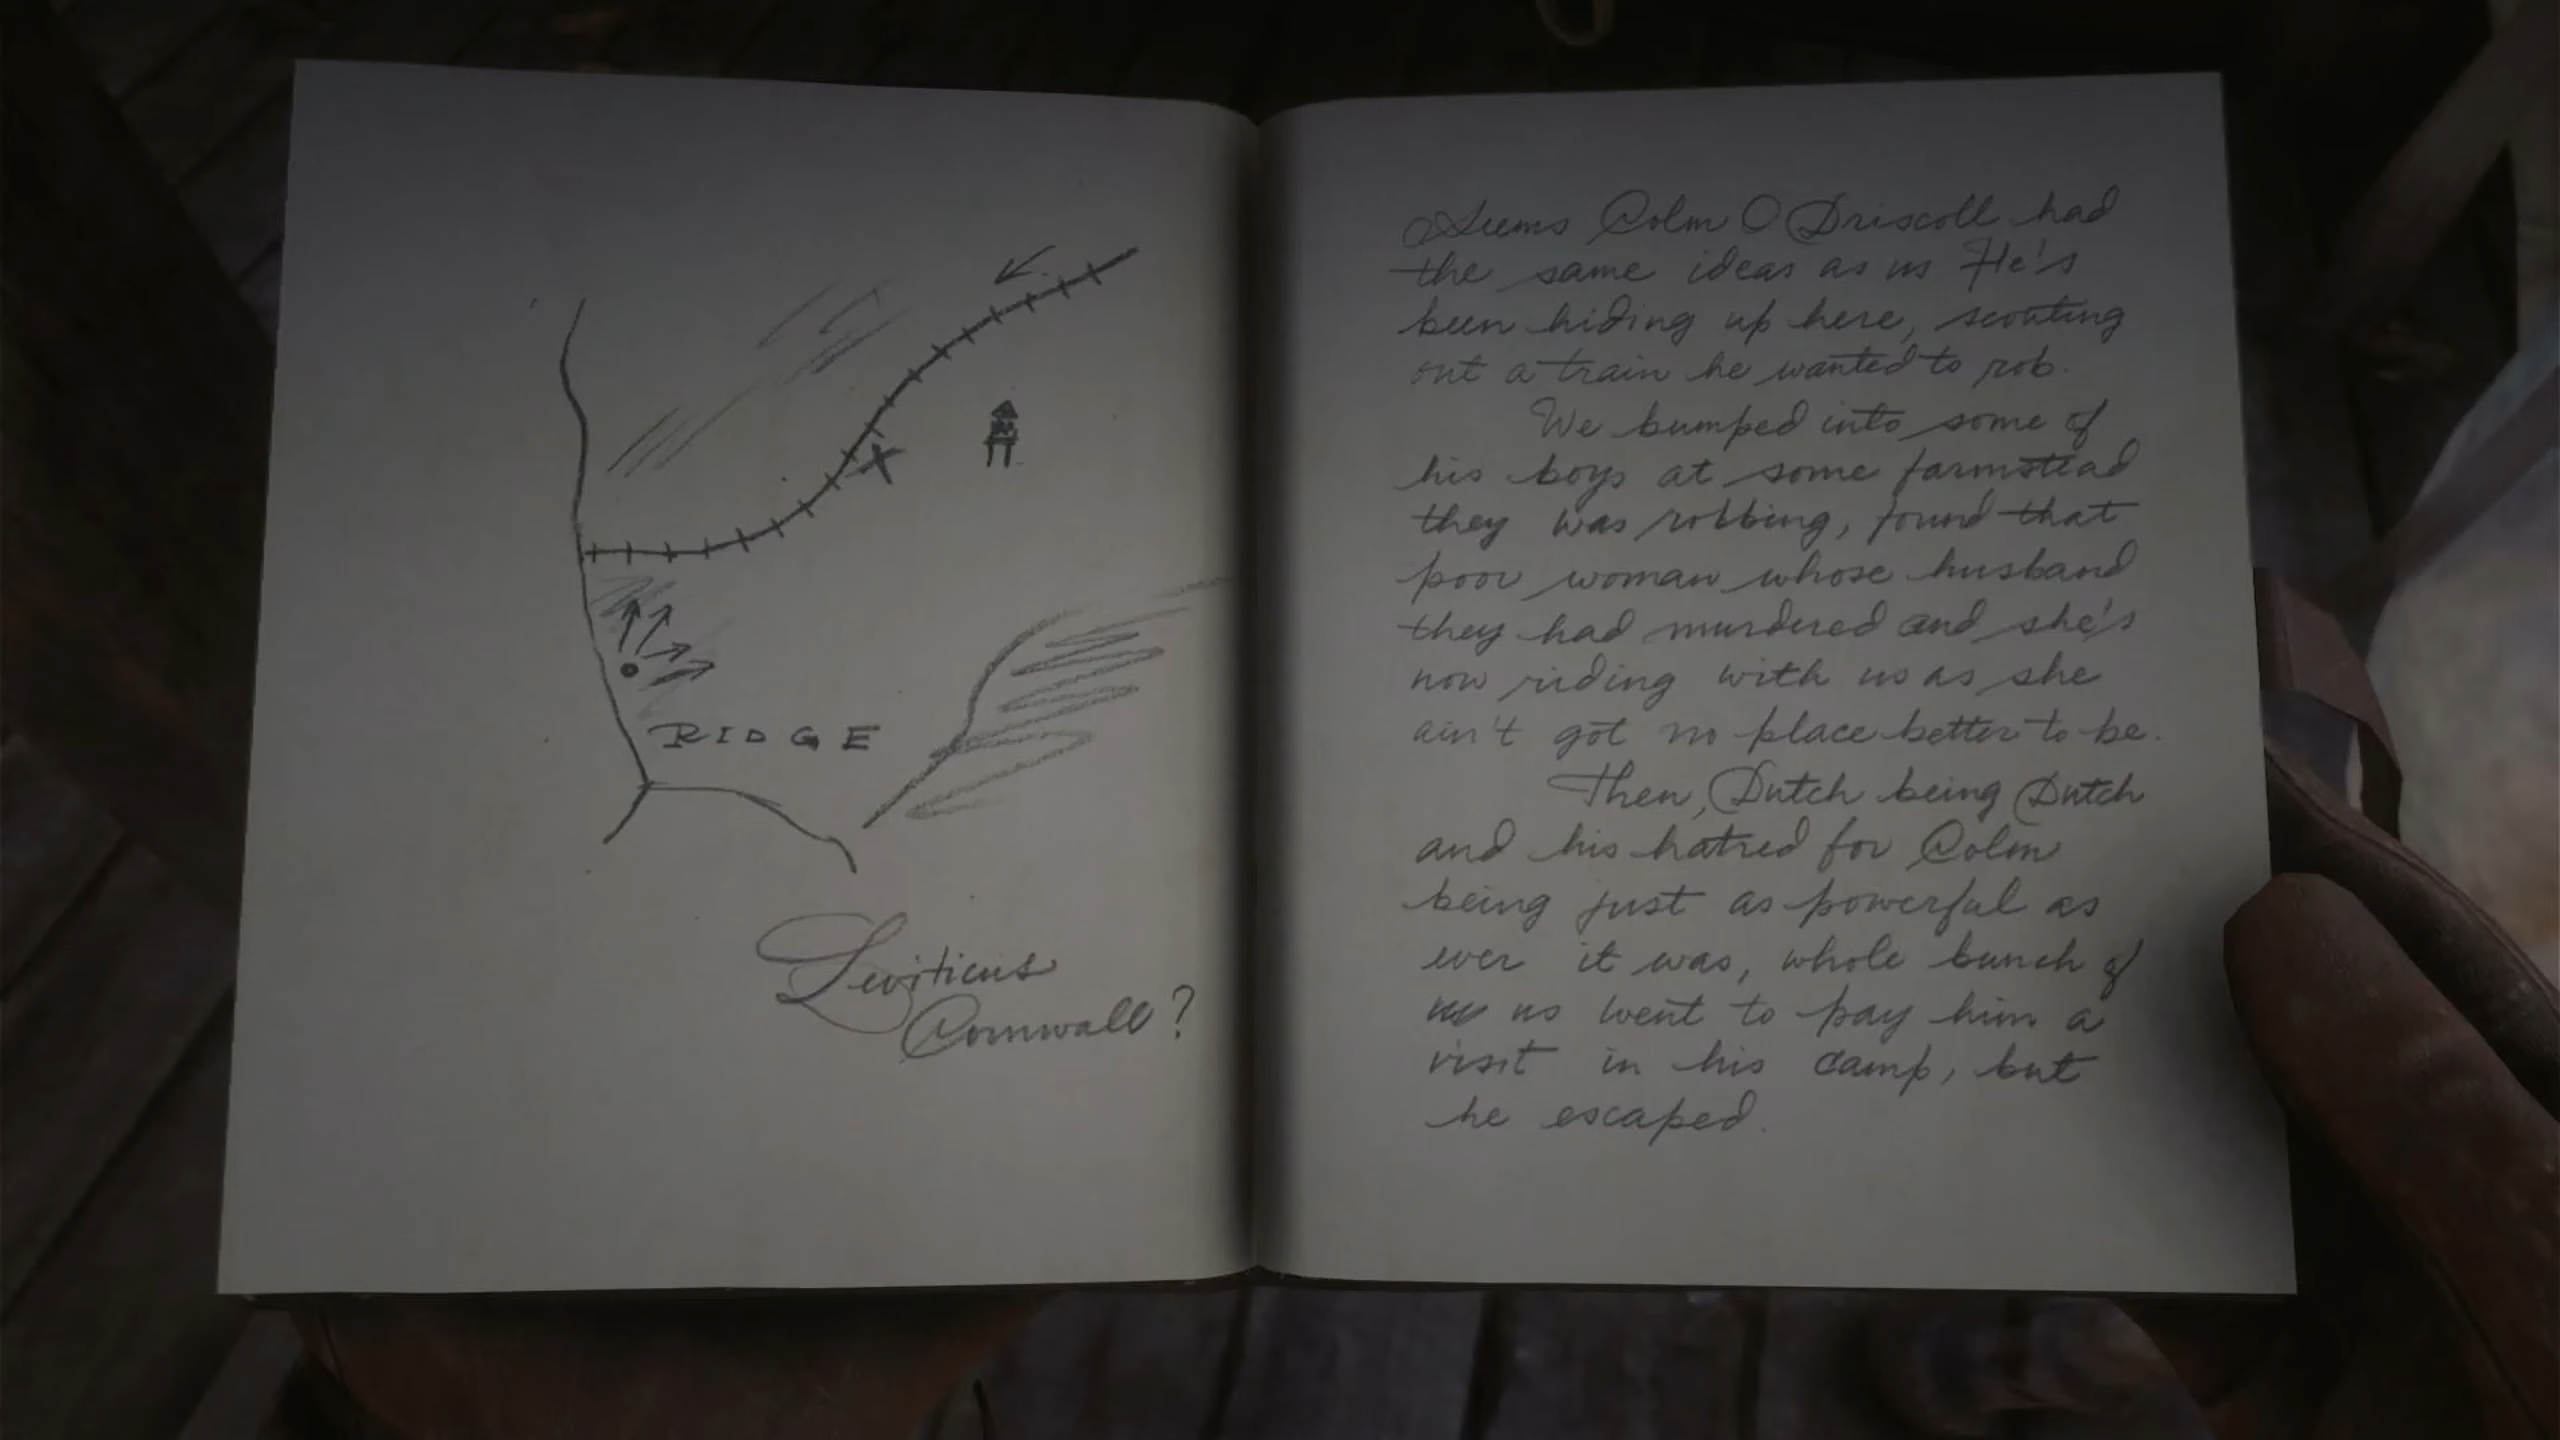 RIDGE
Leviticus
Cornwall?
Seems Colm O Driscoll had
the same ideas as us He's
been hiding up here, scouting
out a train he wanted to rob.
We bumped into some of
his boys at some farmstead
they was robbing, found that
poor woman whose husband
they had murdered and she's
now riding with us as she
ain't got no place better to be.
Then, Dutch being Dutch
and his hatred for Colm
being just as powerful as
ever it was, whole bunch of
us went to pay him a
visit in his camp, but
he escaped.